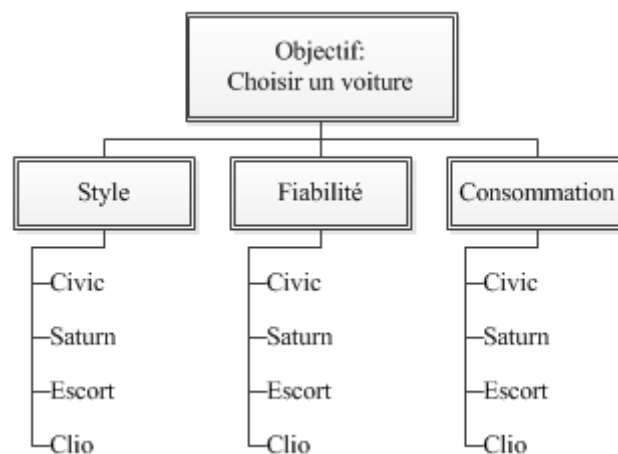 Objectif:
Choisir un voiture
Style
Fiabilité
Consommation
Civic
Saturn
Escort
Clio
Civic
Saturn
Escort
Clio
Civic
Saturn
Escort
Clio